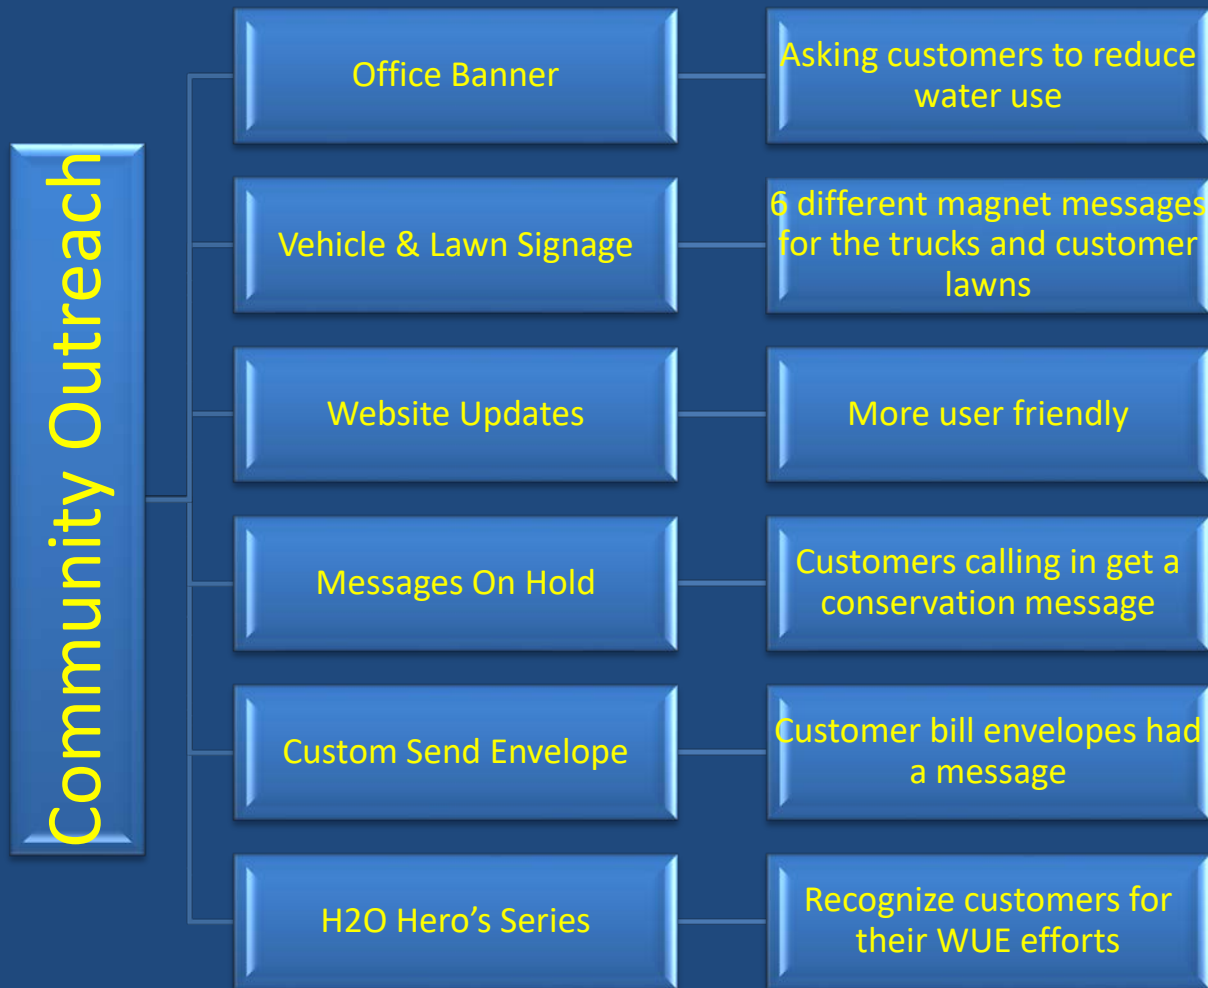 Community Outreach
Office Banner
Asking customers to reduce
water use
Vehicle & Lawn Signage
6 different magnet messages
for the trucks and customer
lawns
Website Updates
More user friendly
Messages On Hold
Customers calling in get a
conservation message
Custom Send Envelope
Customer bill envelopes had
a message
H2O Hero’s Series
Recognize customers for
their WUE efforts